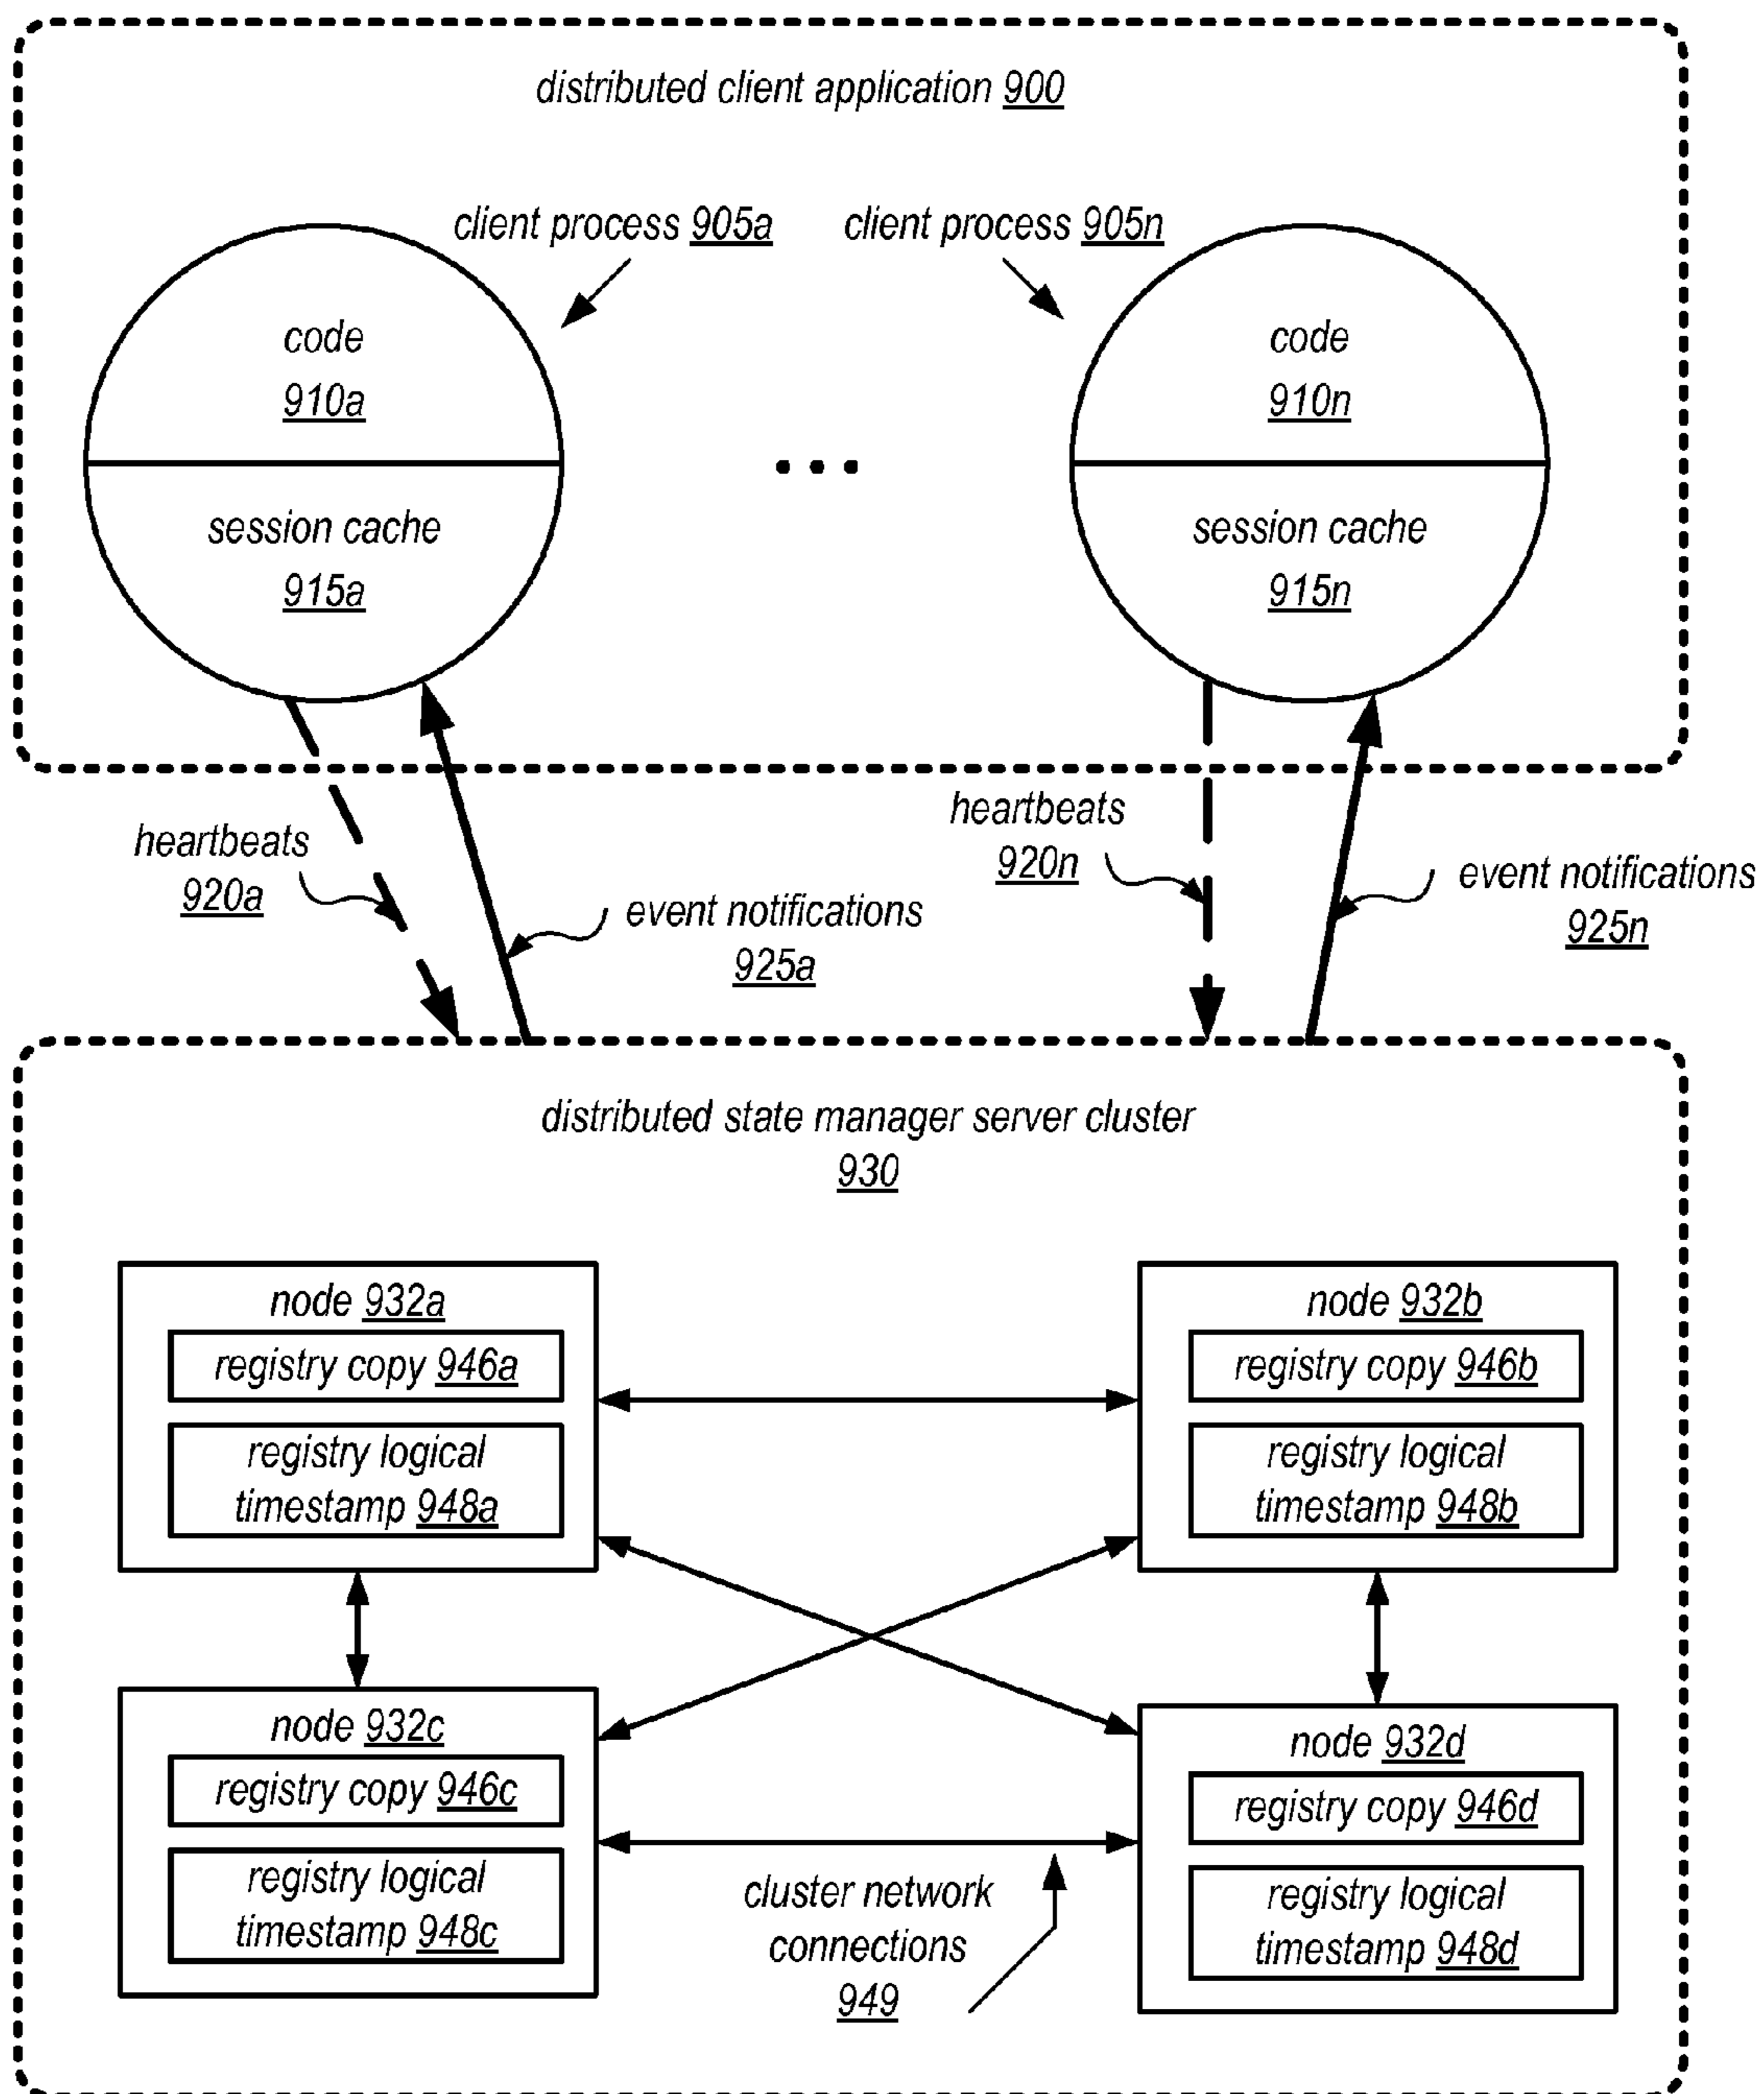 distributed client application 900
client process 905a
client process 905n
code
910a
session cache
915a
...
code
910n
session cache
915n
heartbeats
920a
event notifications
925a
heartbeats
920n
event notifications
925n
distributed state manager server cluster
930
node 932a
registry copy 946a
registry logical
timestamp 948a
node 932b
registry copy 946b
registry logical
timestamp 948b
node 932c
registry copy 946c
registry logical
timestamp 948c
node 932d
registry copy 946d
registry logical
timestamp 948d
cluster network
connections
949